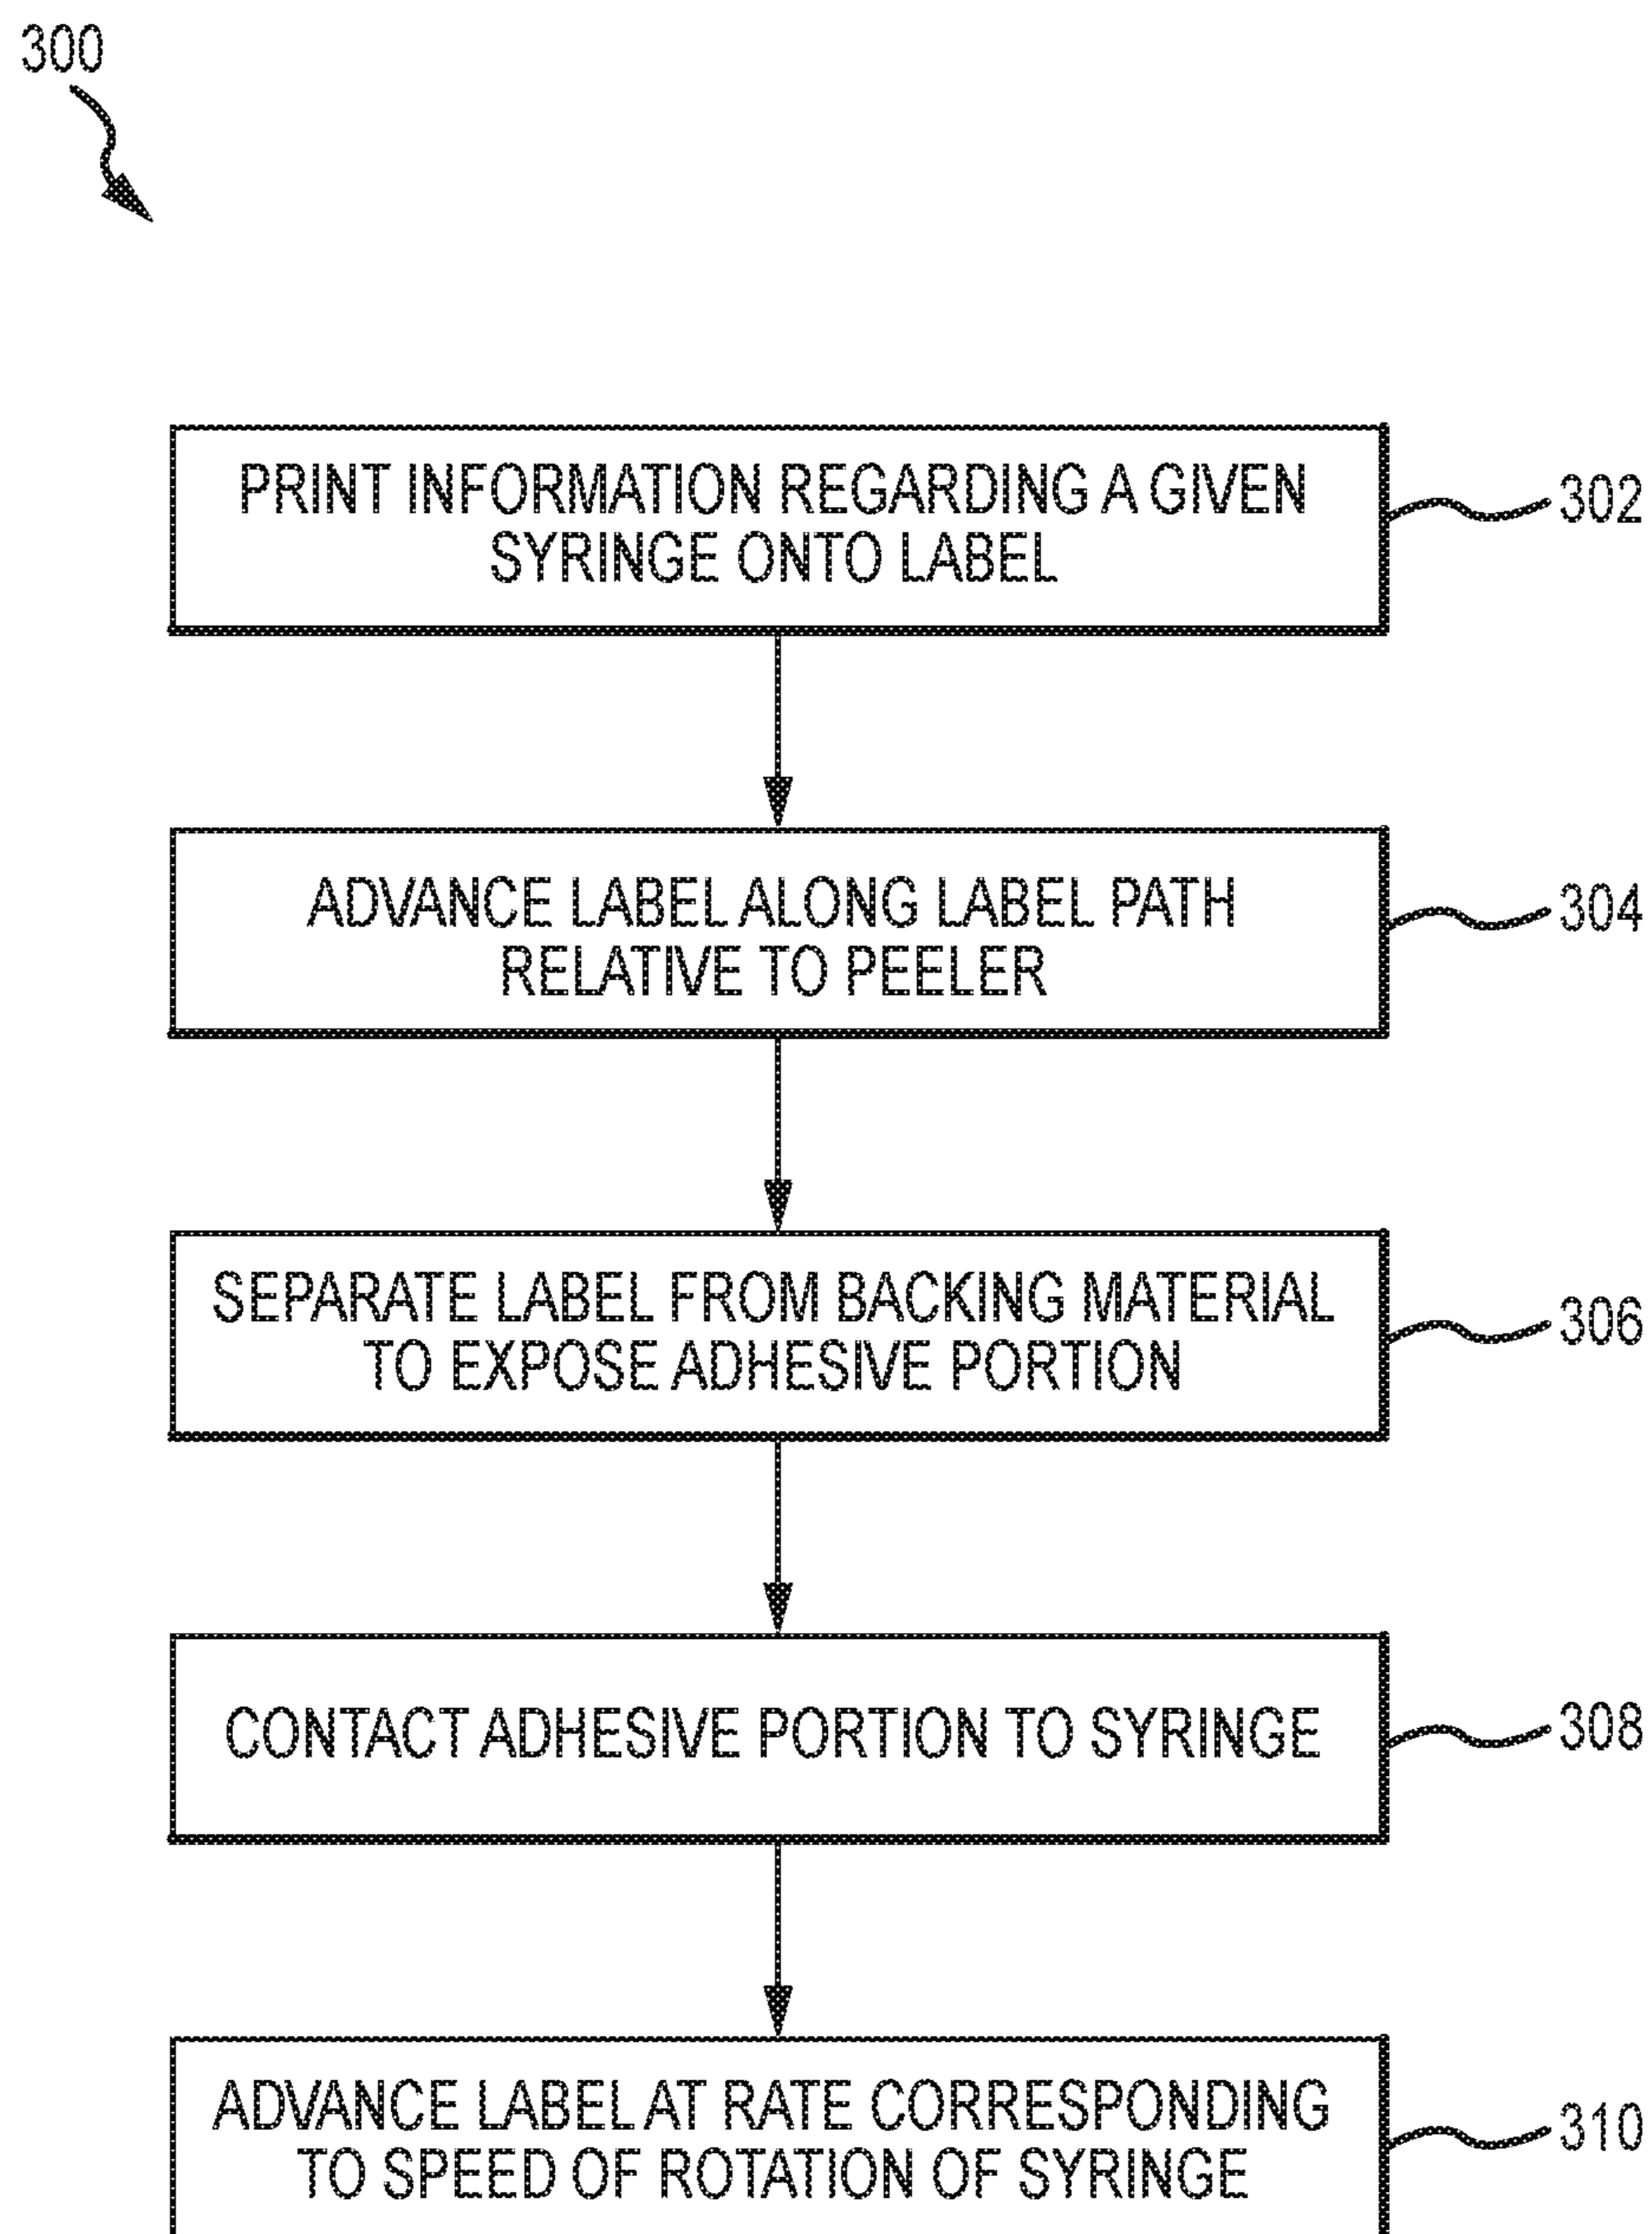 300
PRINT INFORMATION REGARDING A GIVEN
SYRINGE ONTO LABEL
302
ADVANCE LABEL ALONG LABEL PATH
RELATIVE TO PEELER
304
SEPARATE LABEL FROM BACKING MATERIAL
TO EXPOSE ADHESIVE PORTION
306
CONTACT ADHESIVE PORTION TO SYRINGE
308
ADVANCE LABEL AT RATE CORRESPONDING
TO SPEED OF ROTATION OF SYRINGE
310